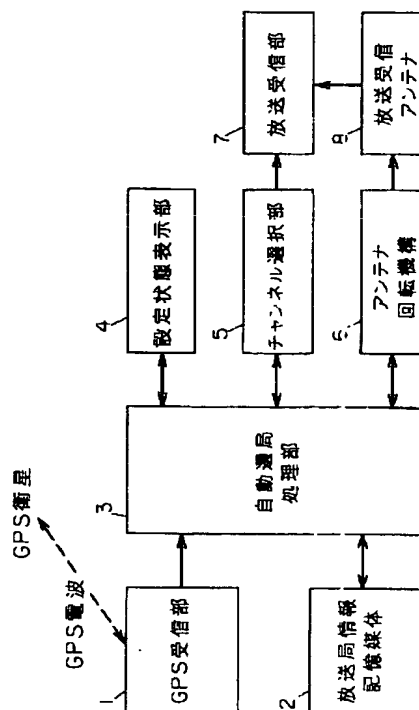 GPS衛星
GPS電波
1
GPS受信部
2
放送局情報
記憶媒体
3
自動選局
処理部
4
設定状態表示部
5
チャンネル選択部
6
アンテナ
回転機構
7
放送受信部
8
放送受信
アンテナ